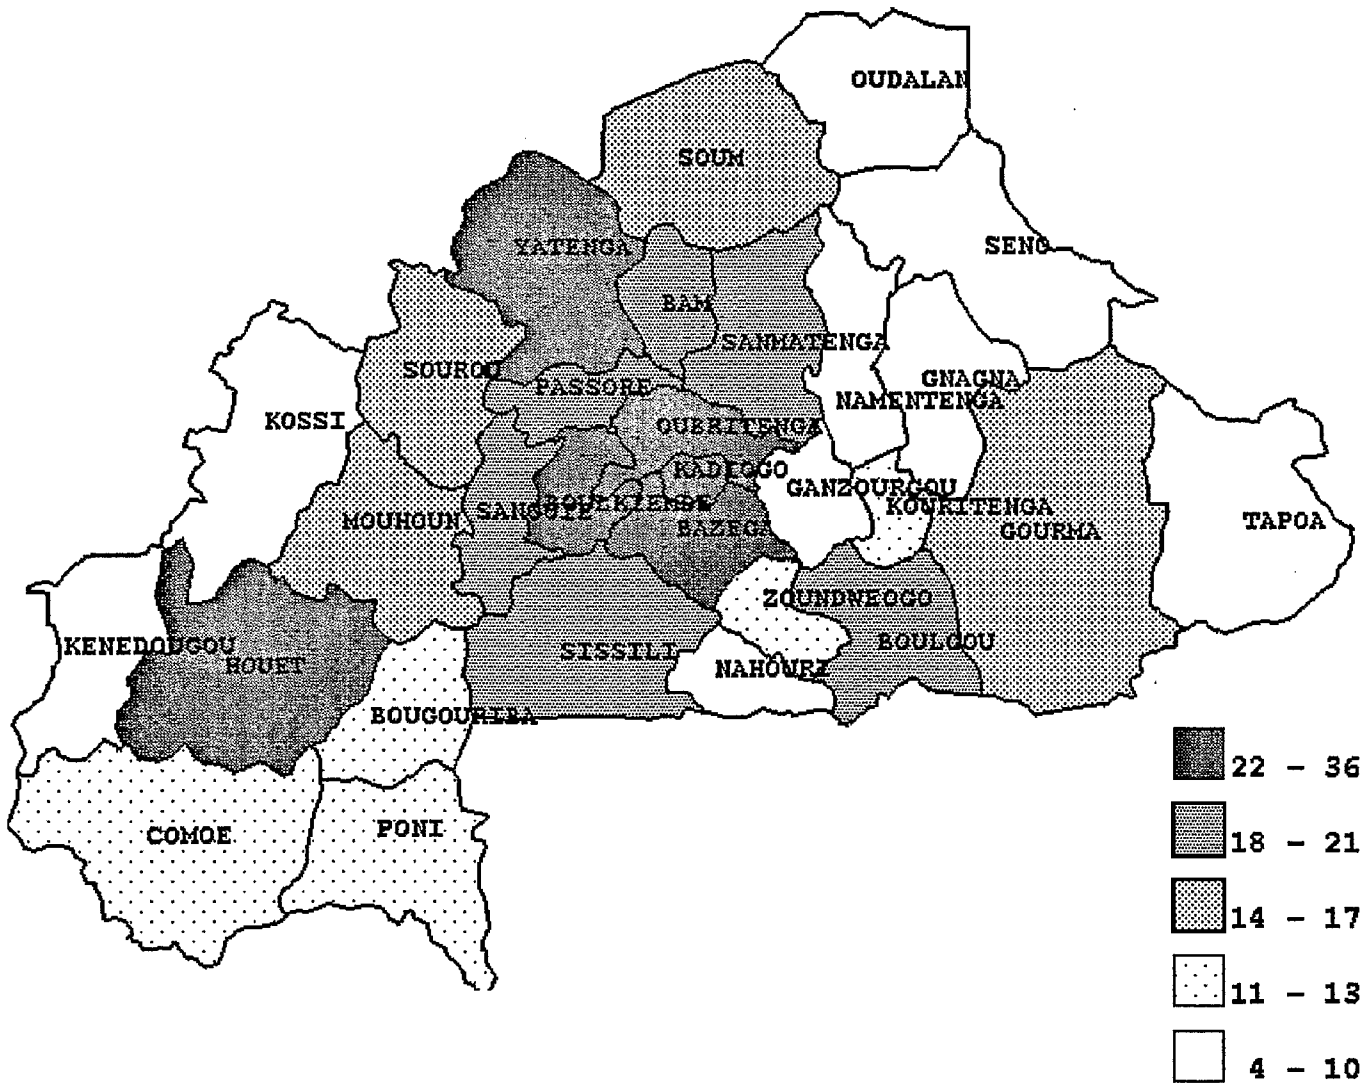 OUDALAN
SOUM
YATENGA
SENO
BAM
SANMATENGA
SOUROU
PASSORE
GNAGNA
NAMENTENGA
KOSSI
OUBRITENGA
KADIOGO
GANZOURGOU
BOULKIEMDE
SANGUIE
KOURITENGA
MOUHOUN
BAZEGA
GOURMA
TAPOA
ZOUNDWEOGO
KENEDOUGOU
HOUET
SISSILI
BOULGOU
NAHOURI
BOUGOURIBA
COMOE
PONI
22 - 36
18 - 21
14 - 17
11 - 13
4 - 10